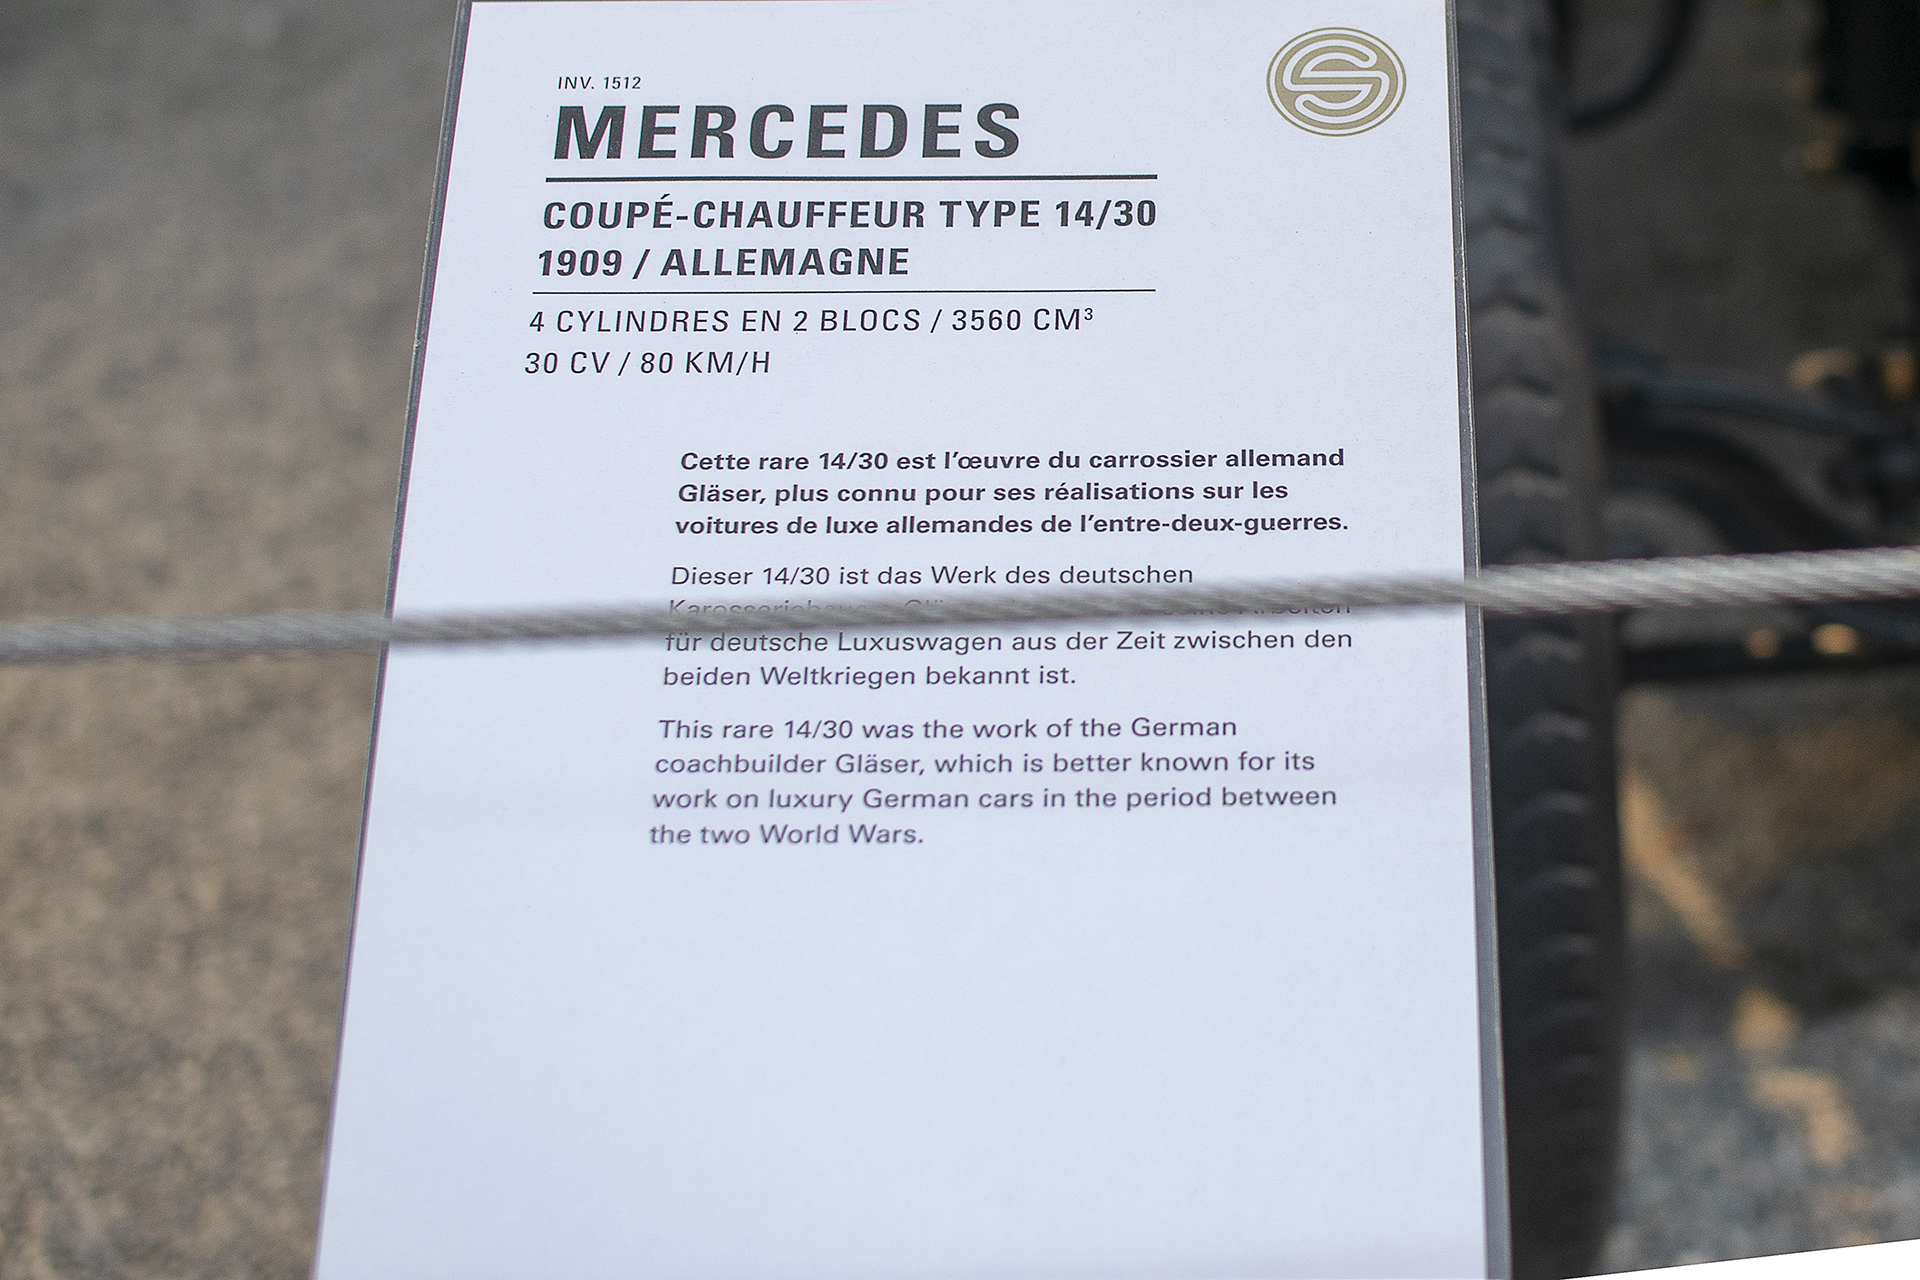 INV. 1512
S
MERCEDES
COUPÉ-CHAUFFEUR TYPE 14/30
1909 / ALLEMAGNE
4 CYLINDRES EN 2 BLOCS / 3560 CM³
30 CV / 80 KM/H
Cette rare 14/30 est l’œuvre du carrossier allemand
Gläser, plus connu pour ses réalisations sur les
voitures de luxe allemandes de l’entre-deux-guerres.
Dieser 14/30 ist das Werk des deutschen
Arbeiten
für deutsche Luxuswagen aus der Zeit zwischen den
beiden Weltkriegen bekannt ist.
This rare 14/30 was the work of the German
coachbuilder Gläser, which is better known for its
work on luxury German cars in the period between
the two World Wars.